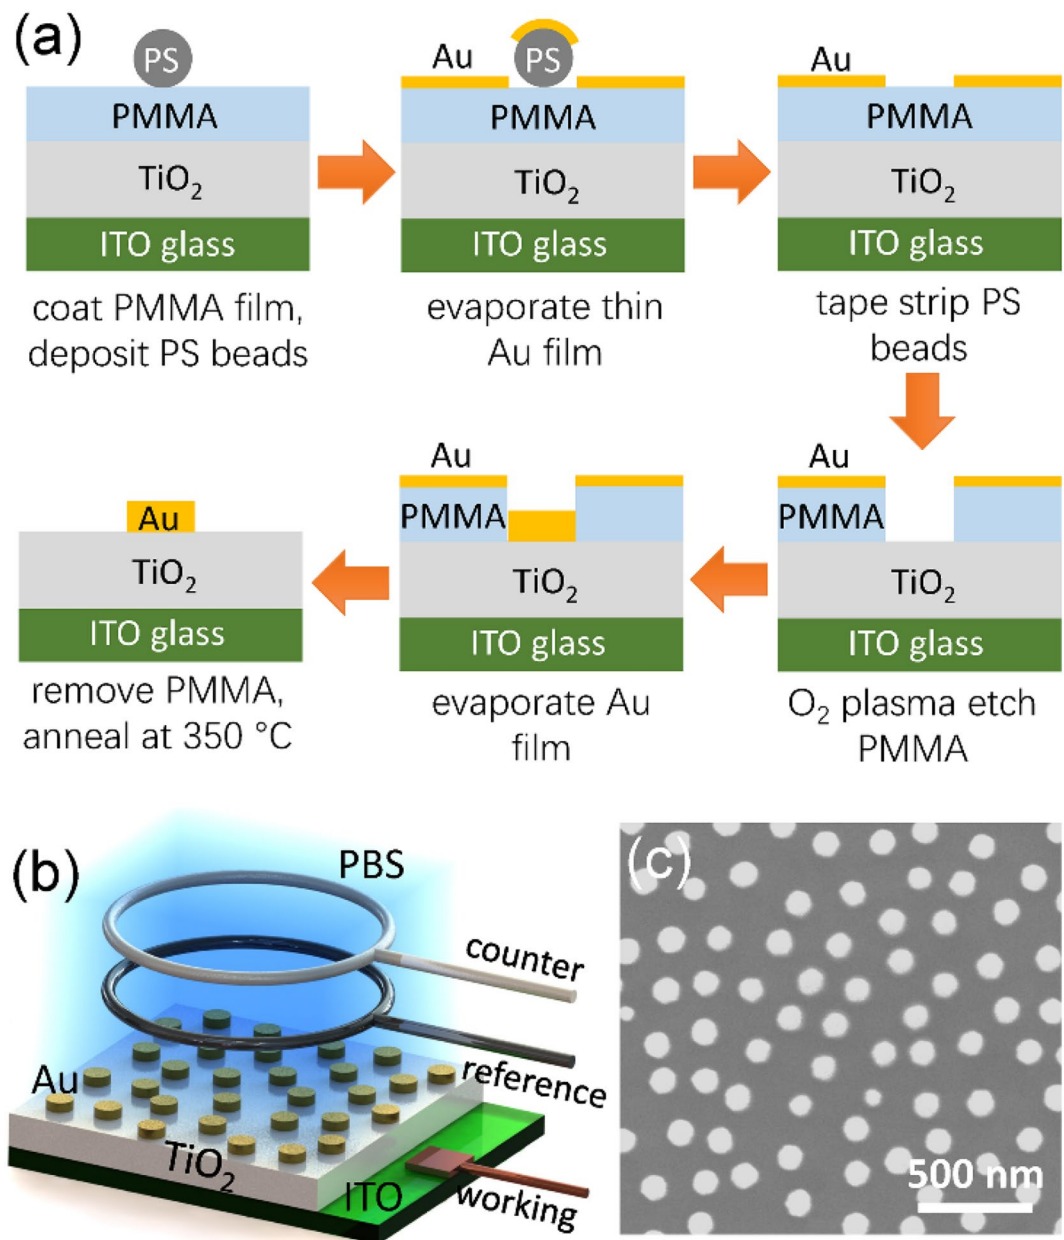 (a)
PS
PMMA
TiO₂
ITO glass
coat PMMA film,
deposit PS beads
Au
PS
PMMA
TiO₂
ITO glass
evaporate thin
Au film
Au
PMMA
TiO₂
ITO glass
tape strip PS
beads
Au
TiO₂
ITO glass
remove PMMA,
anneal at 350 °C
Au
PMMA
TiO₂
ITO glass
evaporate Au
film
Au
PMMA
TiO₂
ITO glass
O₂ plasma etch
PMMA
(b)
PBS
counter
reference
Au
TiO₂
ITO
working
(c)
500 nm